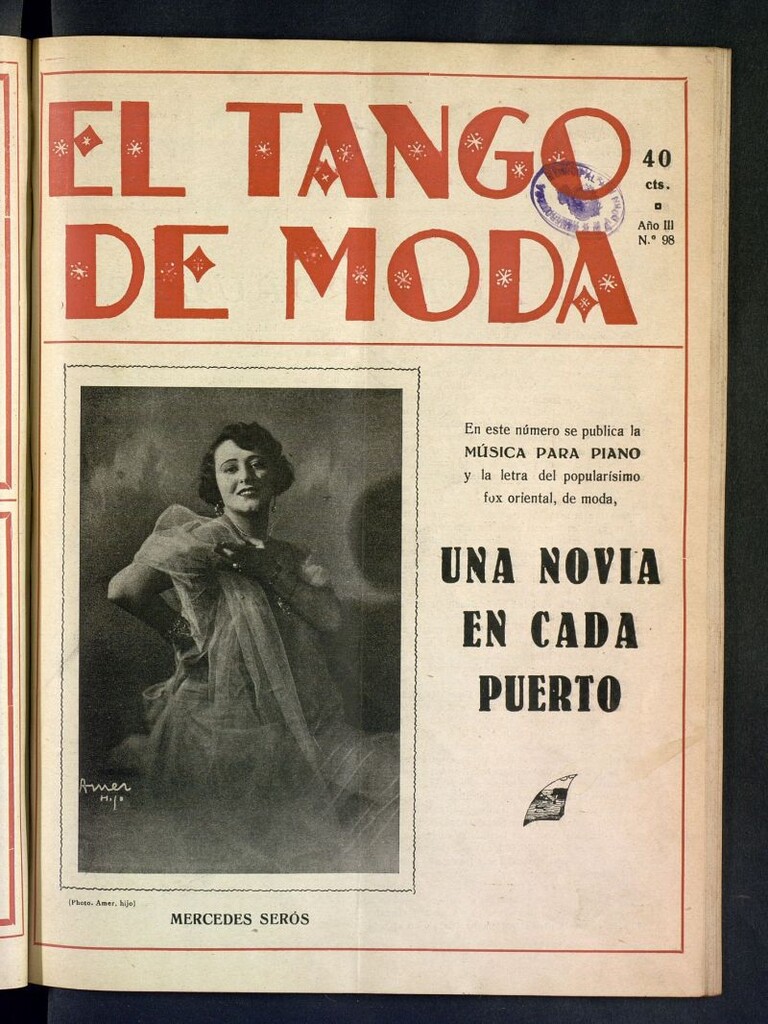 EL TANGO
DE MODA
40
cts.
Año III
N.º 98
En este número se publica la
MÚSICA PARA PIANO
y la letra del popularísimo
fox oriental, de moda,
UNA NOVIA
EN CADA
PUERTO
Amer
Hijo
(Photo. Amer, hijo)
MERCEDES SERÓS